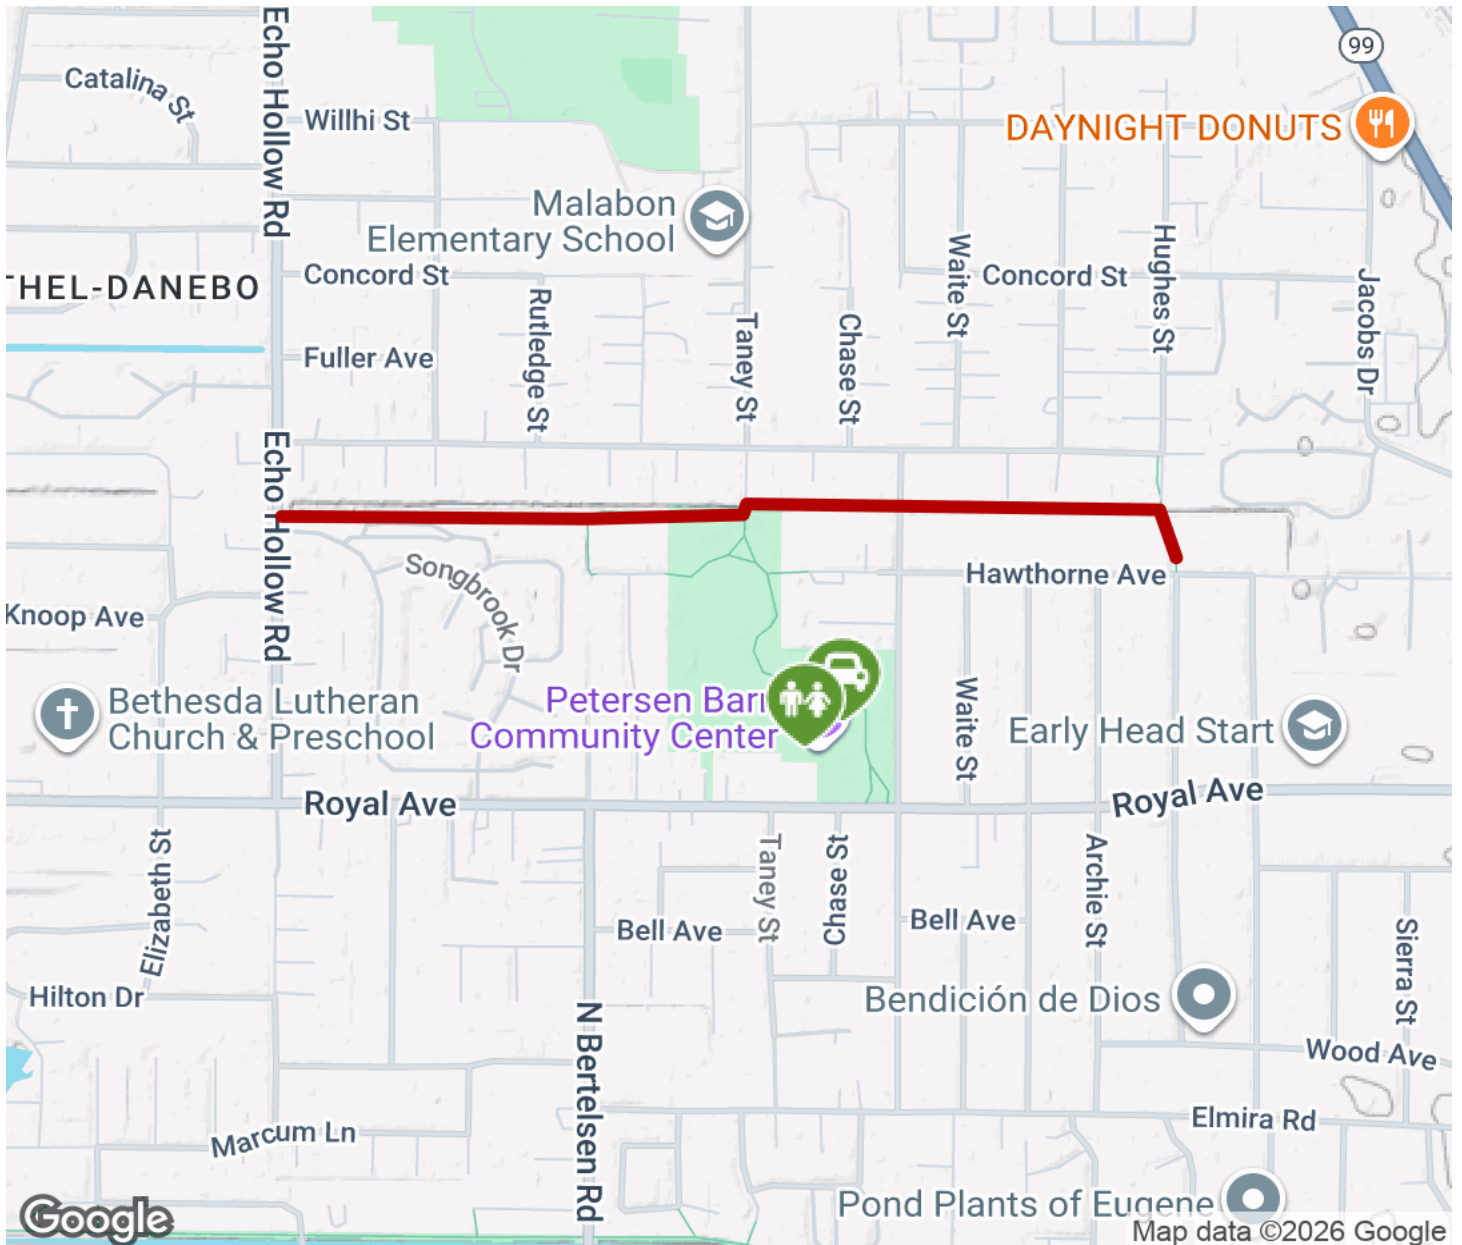 Echo Hollow Rd
Catalina St
Willhi St
99
DAYNIGHT DONUTS
Malabon
Elementary School
THEL-DANEBO
Concord St
Rutledge St
Fuller Ave
Taney St
Chase St
Waite St
Concord St
Hughes St
Jacobs Dr
Echo Hollow Rd
Songbrook Dr
Knoop Ave
Hawthorne Ave
Bethesda Lutheran
Church & Preschool
Petersen Barn
Community Center
Waite St
Early Head Start
Royal Ave
Royal Ave
Elizabeth St
Taney St
Chase St
Archie St
Bell Ave
Bell Ave
Sierra St
Hilton Dr
N Bertelsen Rd
Bendición de Dios
Wood Ave
Marcum Ln
Elmira Rd
Pond Plants of Eugene
Google
Map data ©2026 Google